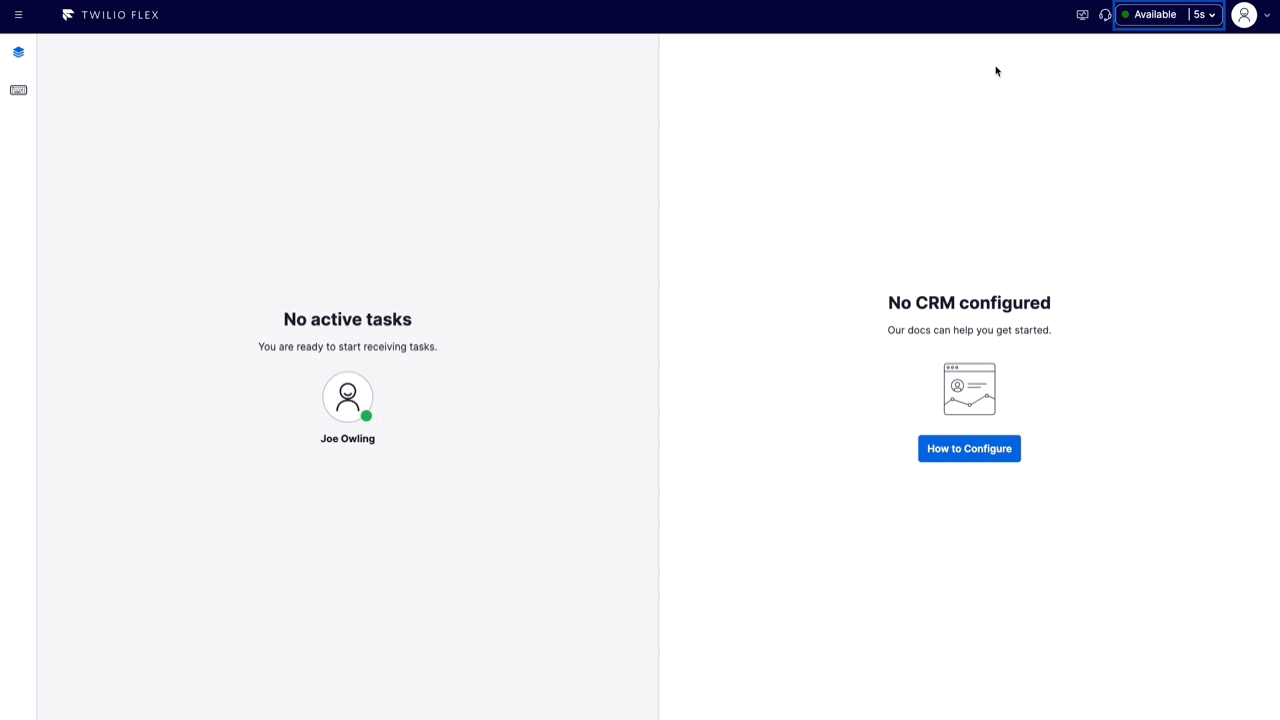 TWILIO FLEX
Available | 5s
No active tasks
You are ready to start receiving tasks.
Joe Owling
No CRM configured
Our docs can help you get started.
How to Configure